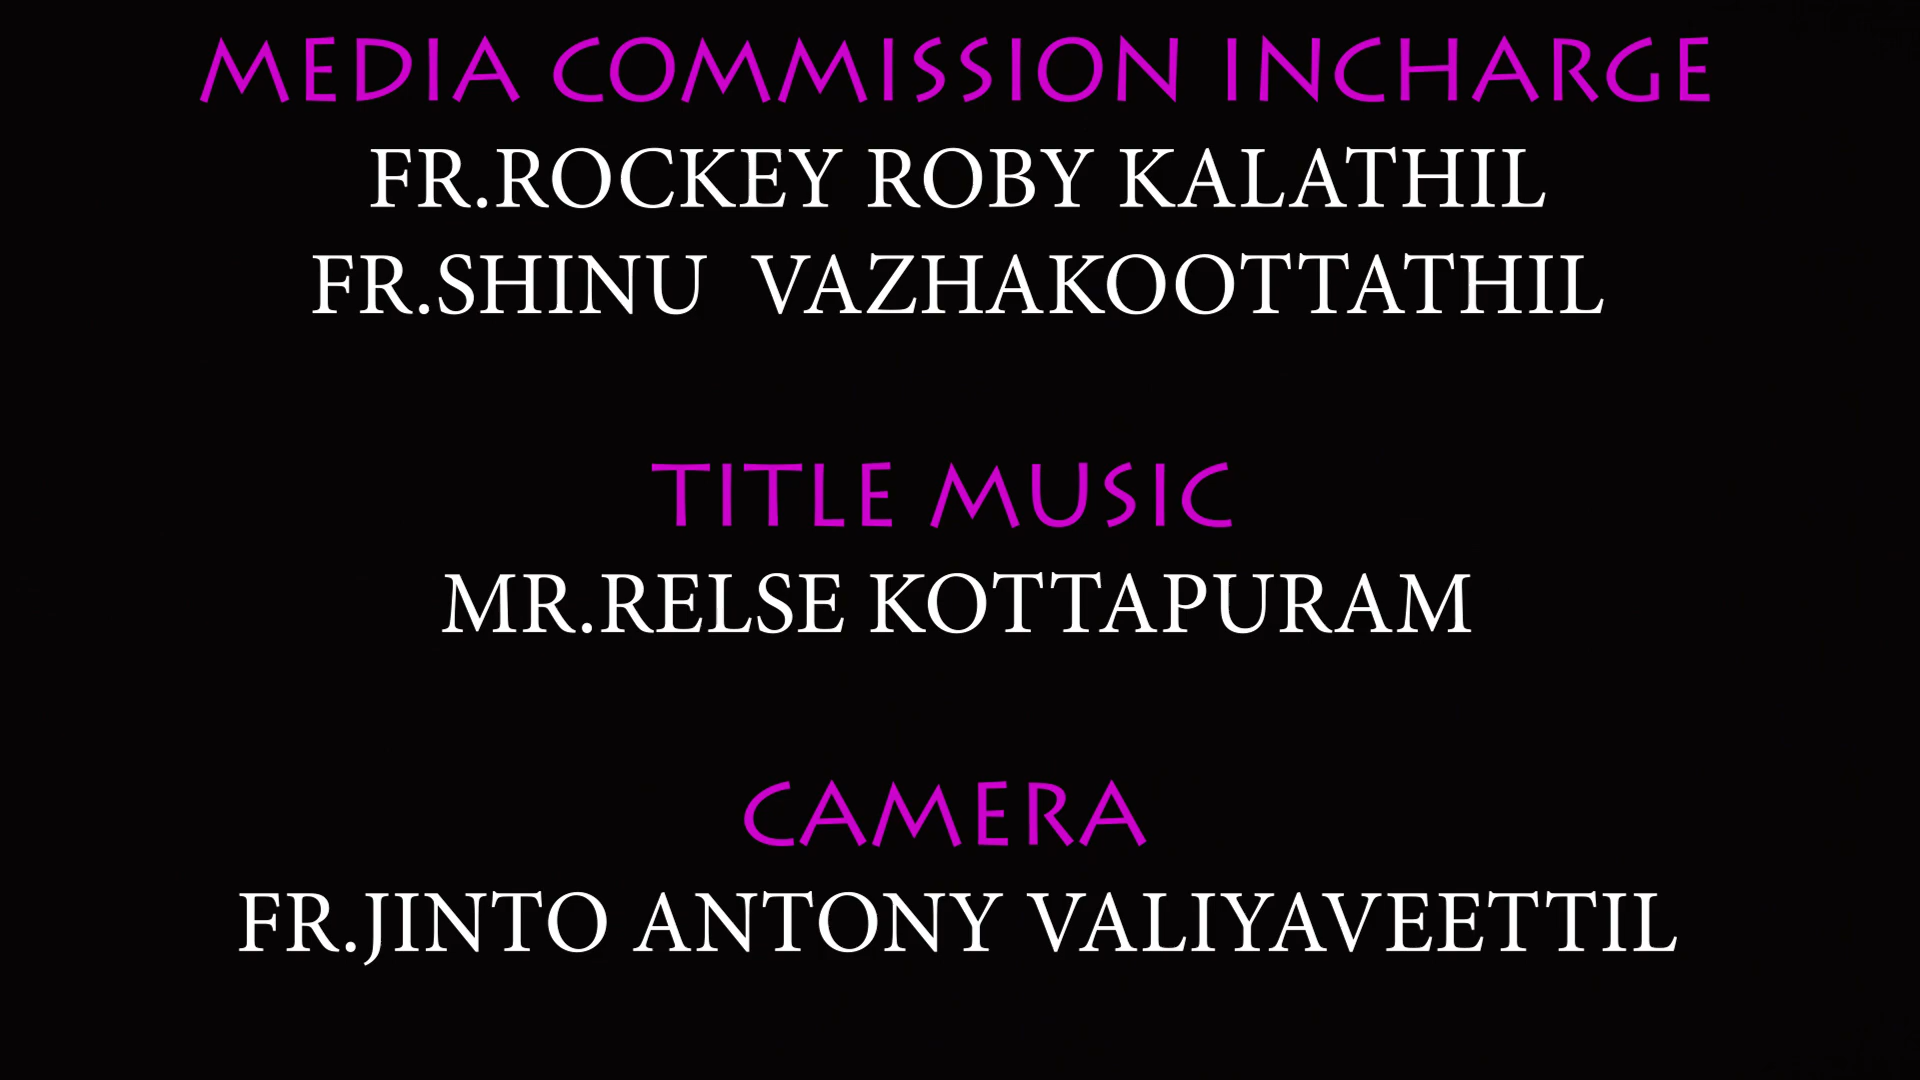 MEDIA COMMISSION INCHARGE
FR.ROCKEY ROBY KALATHIL
FR.SHINU  VAZHAKOOTTATHIL
TITLE MUSIC
MR.RELSE KOTTAPURAM
CAMERA
FR.JINTO ANTONY VALIYAVEETTIL